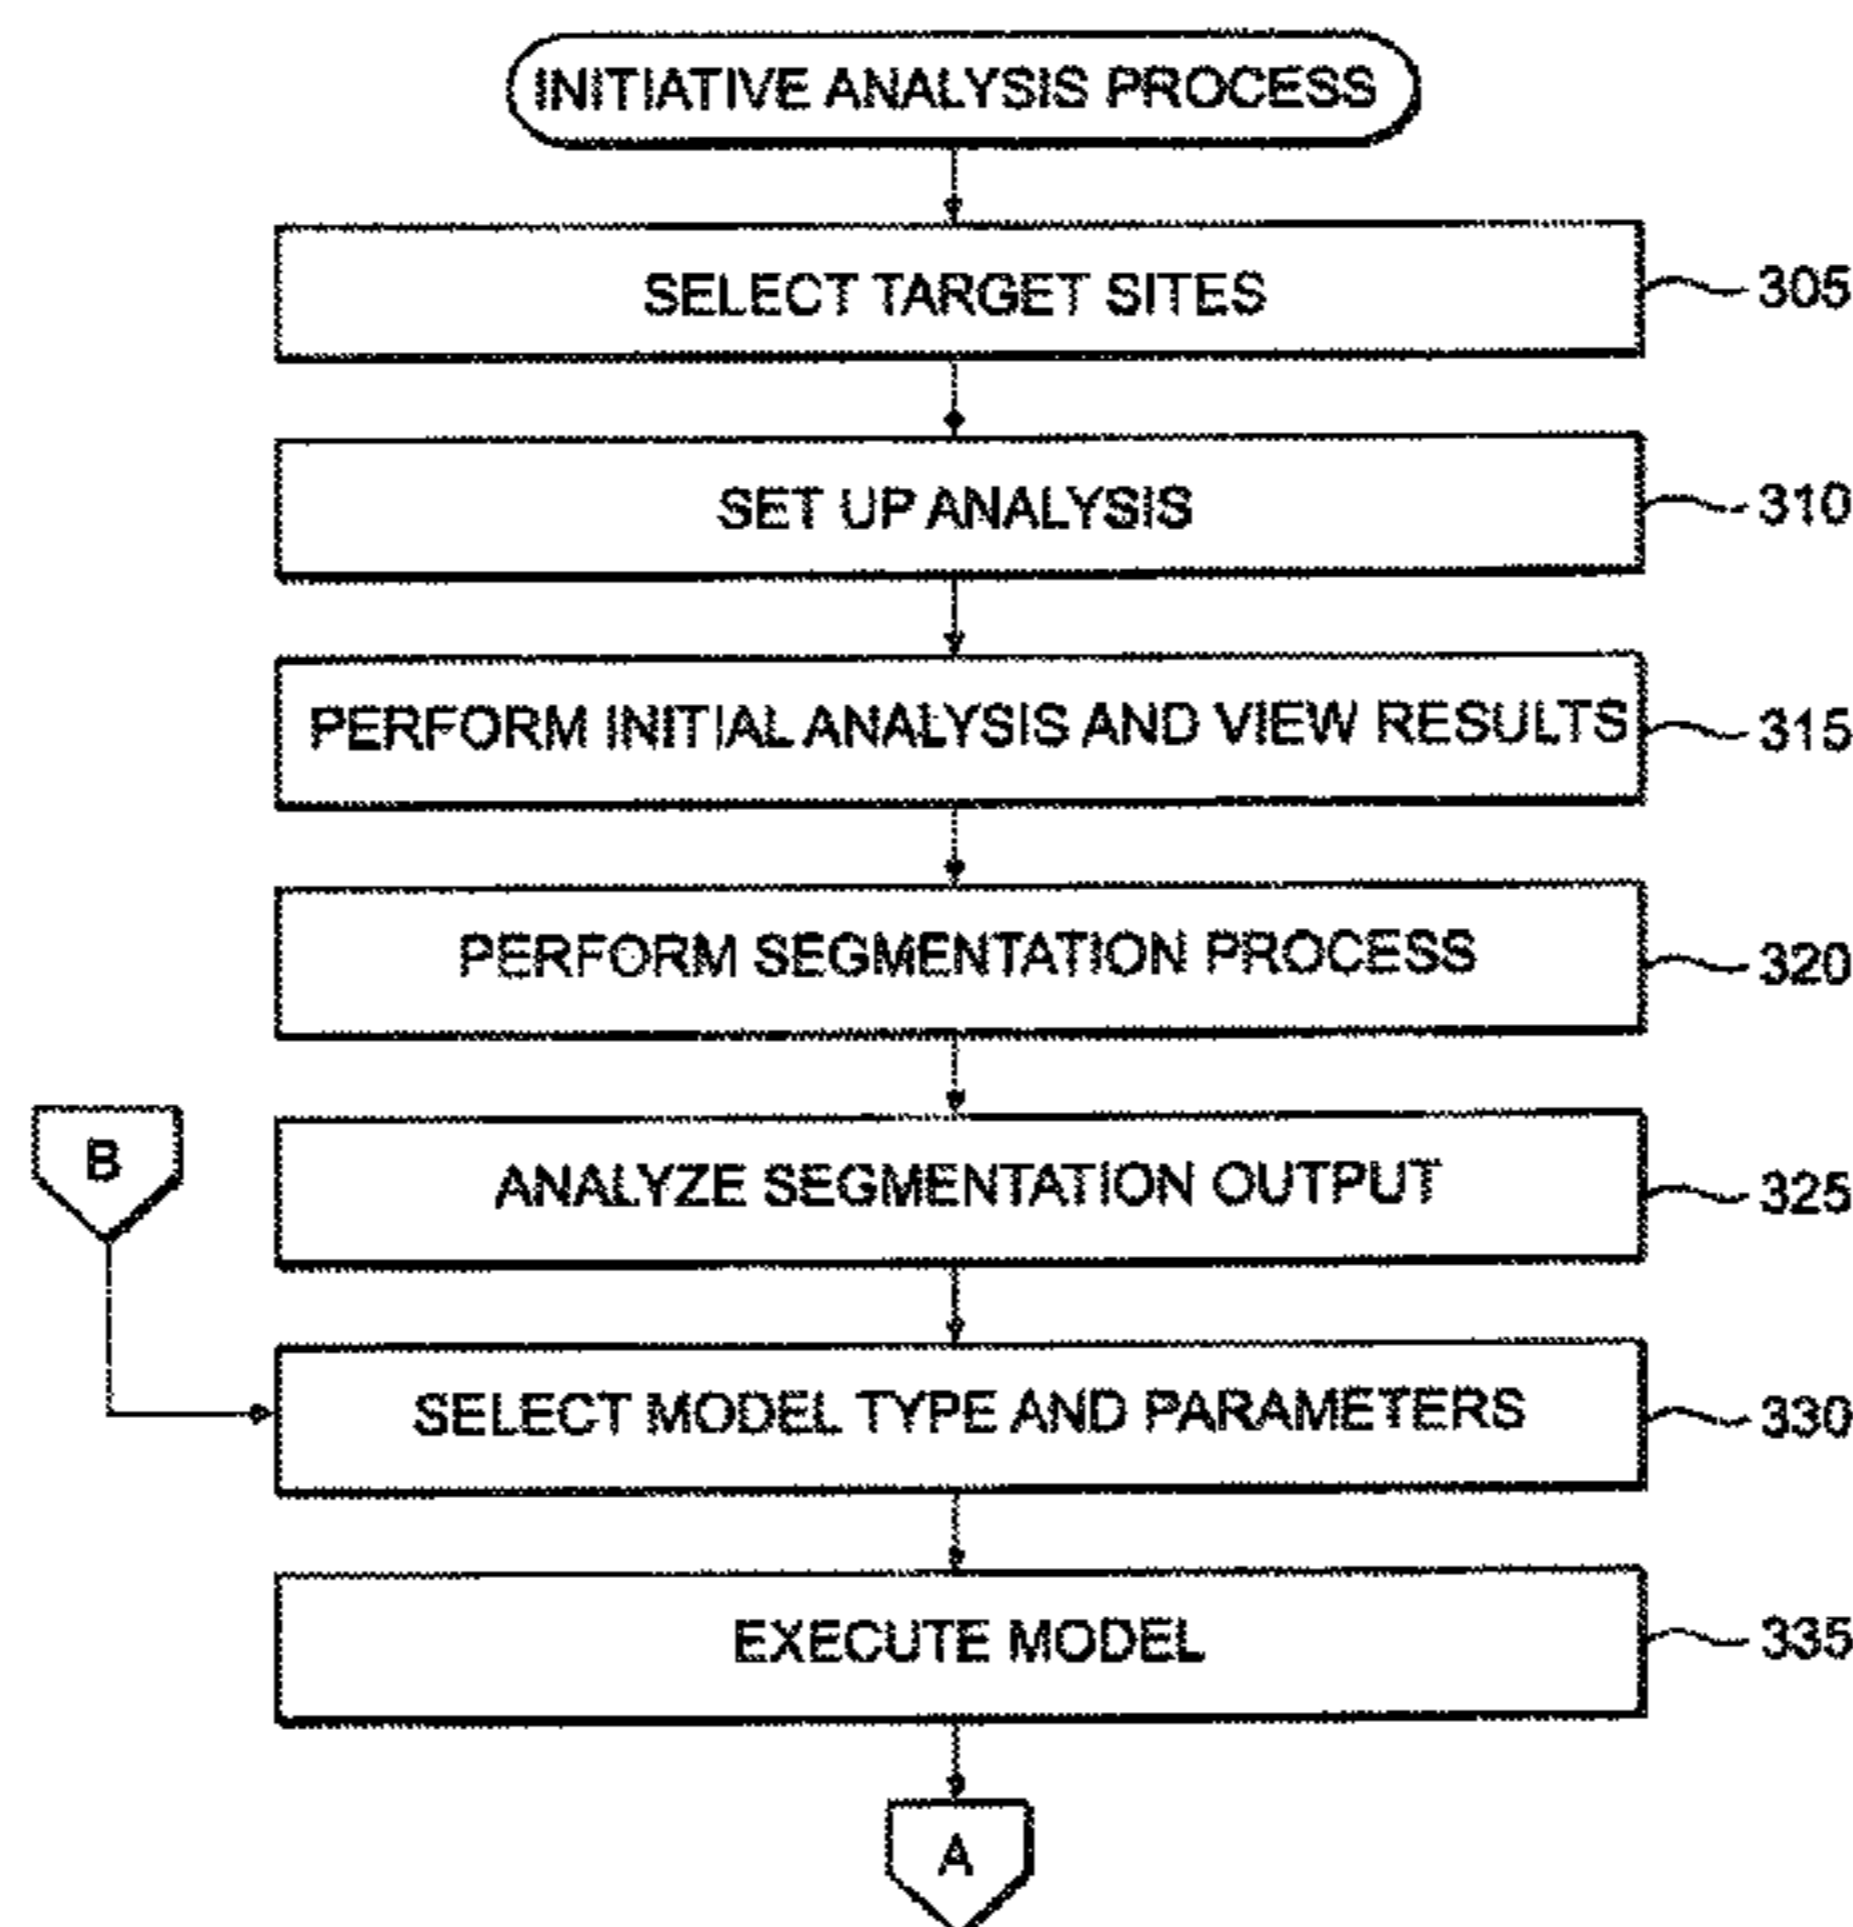 INITIATIVE ANALYSIS PROCESS
SELECT TARGET SITES
305
SET UP ANALYSIS
310
PERFORM INITIAL ANALYSIS AND VIEW RESULTS
315
PERFORM SEGMENTATION PROCESS
320
B
ANALYZE SEGMENTATION OUTPUT
325
SELECT MODEL TYPE AND PARAMETERS
330
EXECUTE MODEL
335
A